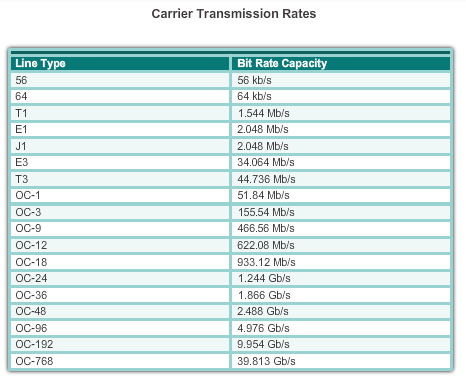 Carrier Transmission Rates
Line Type Bit Rate Capacity
56 56 kb/s
64 64 kb/s
T1 1.544 Mb/s
E1 2.048 Mb/s
J1 2.048 Mb/s
E3 34.064 Mb/s
T3 44.736 Mb/s
OC-1 51.84 Mb/s
OC-3 155.54 Mb/s
OC-9 466.56 Mb/s
OC-12 622.08 Mb/s
OC-18 933.12 Mb/s
OC-24 1.244 Gb/s
OC-36 1.866 Gb/s
OC-48 2.488 Gb/s
OC-96 4.976 Gb/s
OC-192 9.954 Gb/s
OC-768 39.813 Gb/s